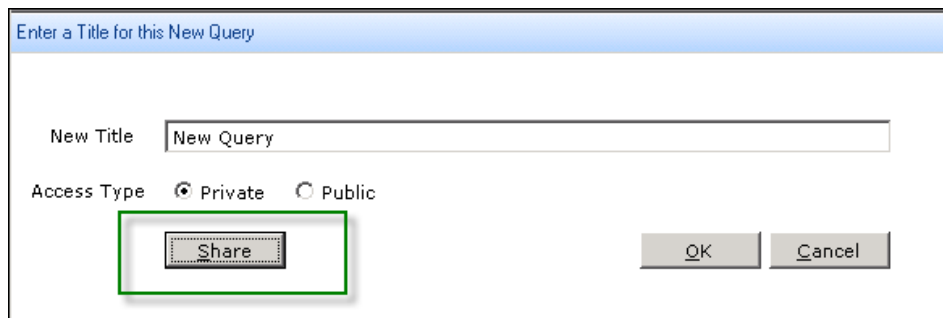 Enter a Title for this New Query
New Title New Query
Access Type Private Public
Share OK Cancel